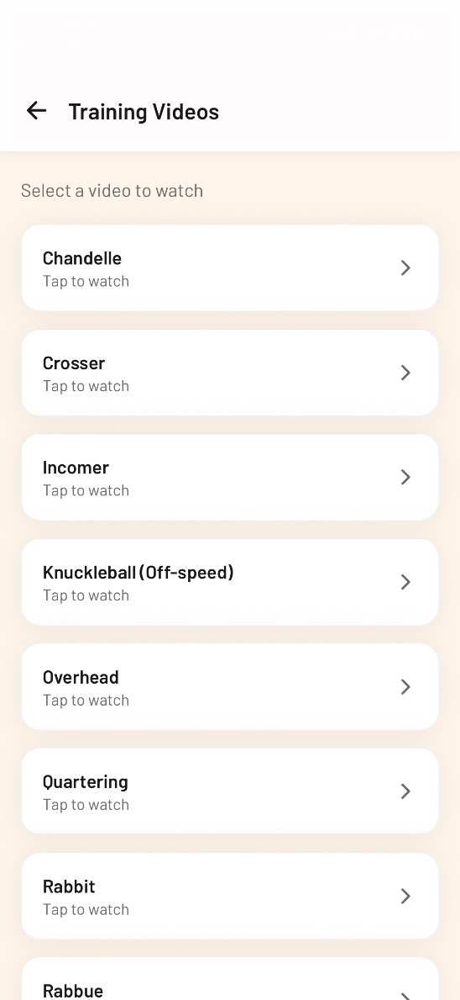 Training Videos
Select a video to watch
Chandelle
Tap to watch
Crosser
Tap to watch
Incomer
Tap to watch
Knuckleball (Off-speed)
Tap to watch
Overhead
Tap to watch
Quartering
Tap to watch
Rabbit
Tap to watch
Rabbue